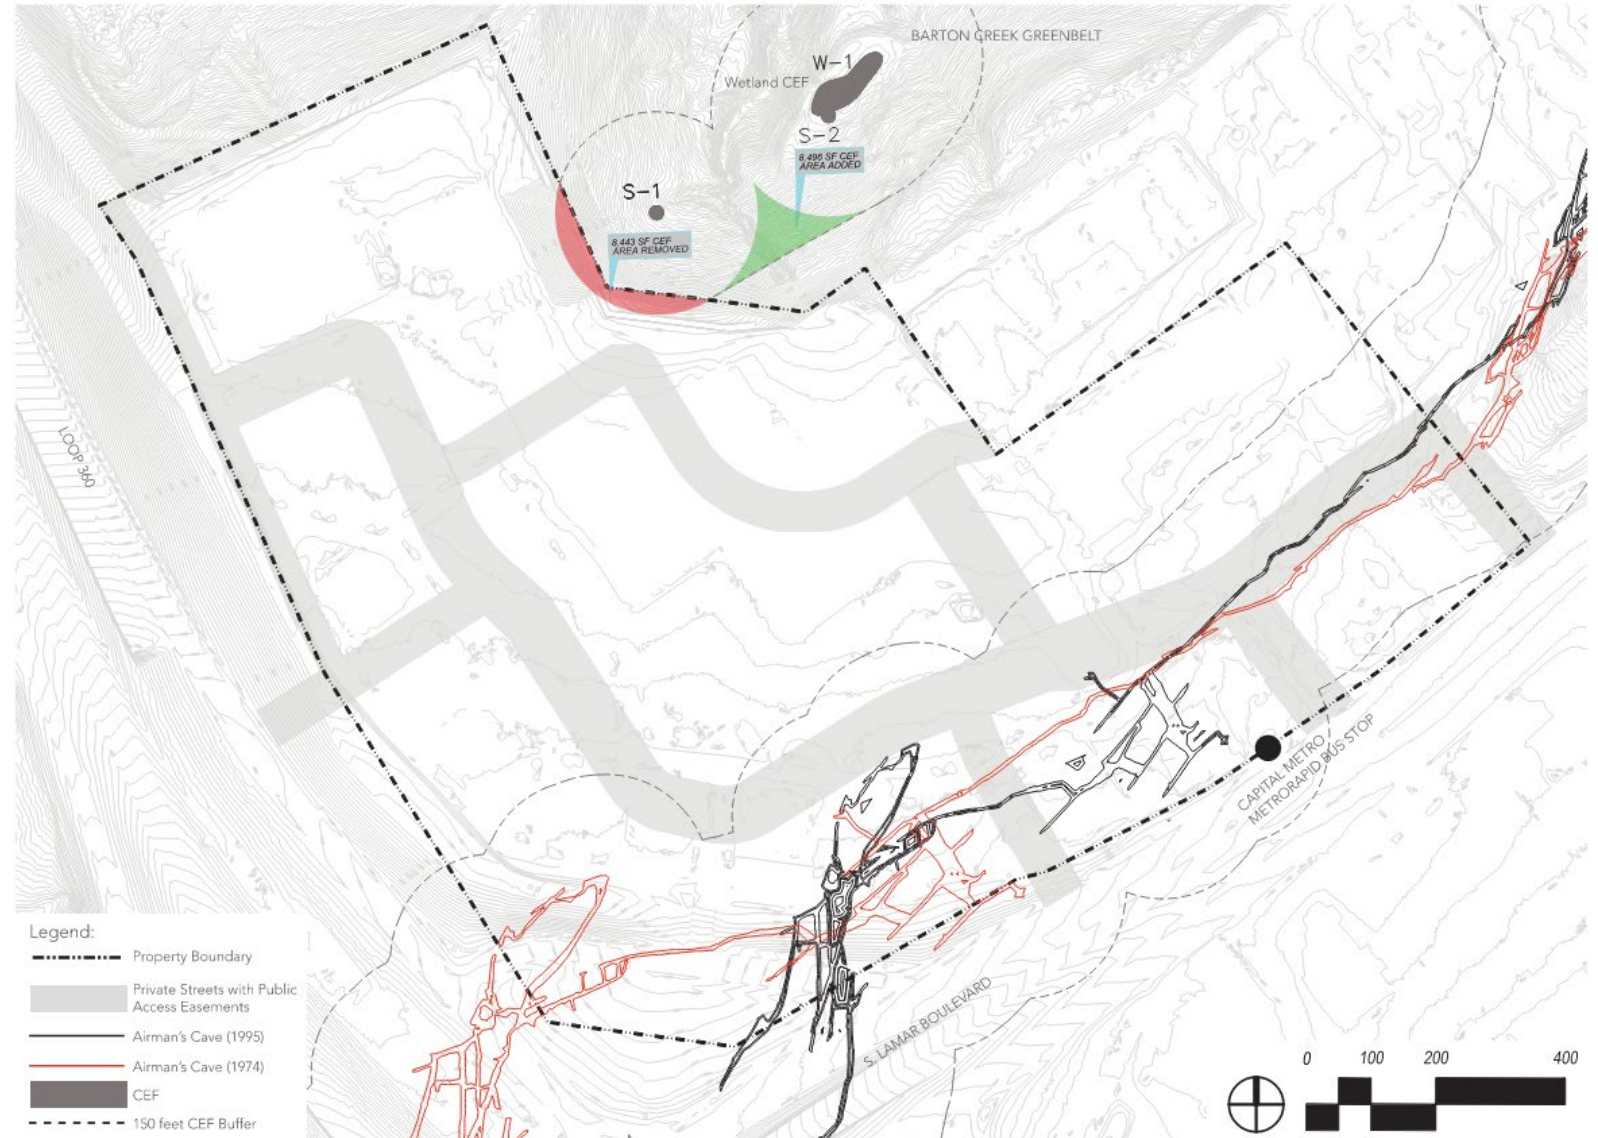 BARTON CREEK GREENBELT
W-1
Wetland CEF
S-2
8,496 SF CEF
AREA ADDED
S-1
8,443 SF CEF
AREA REMOVED
LOOP 360
CAPITAL METRO
METRORAPID BUS STOP
S. LAMAR BOULEVARD
Legend:
Property Boundary
Private Streets with Public
Access Easements
Airman's Cave (1995)
Airman's Cave (1974)
CEF
150 feet CEF Buffer
0 100 200 400